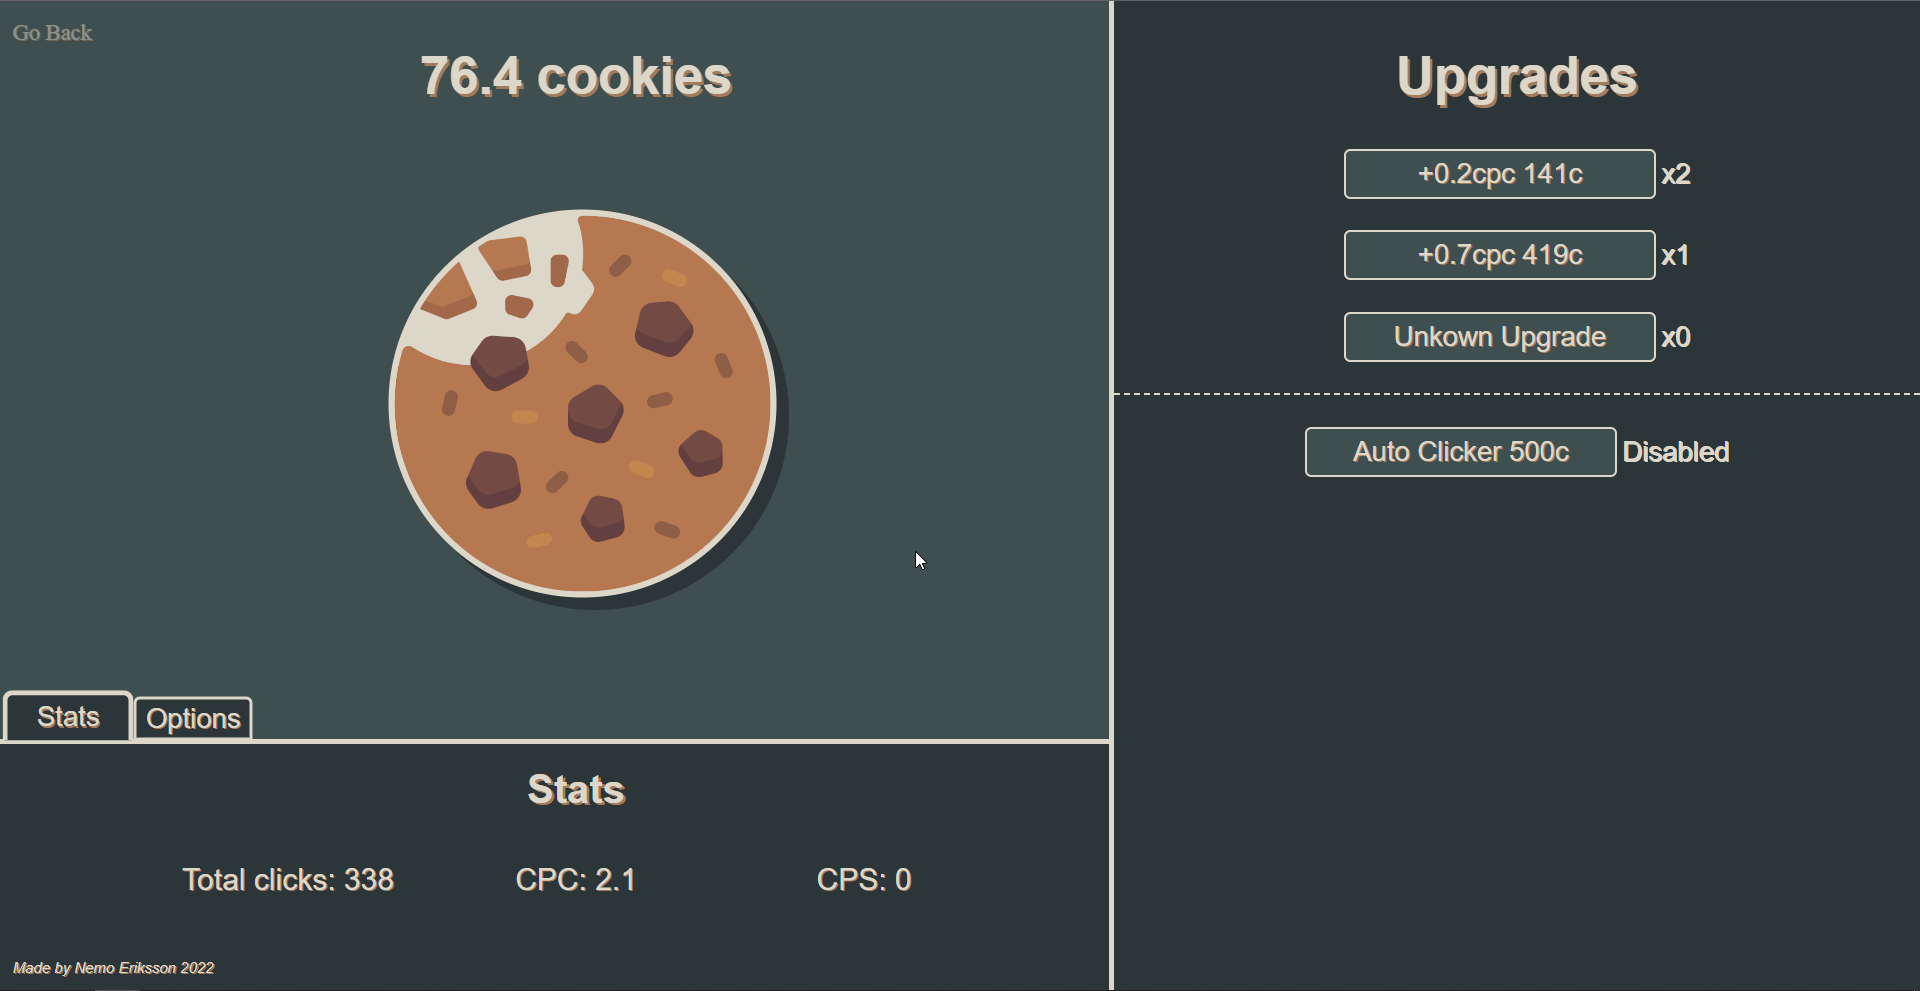 Go Back
76.4 cookies
Stats
Options
Stats
Total clicks: 338
CPC: 2.1
CPS: 0
Made by Nemo Eriksson 2022
Upgrades
+0.2cpc 141c x2
+0.7cpc 419c x1
Unkown Upgrade x0
Auto Clicker 500c Disabled